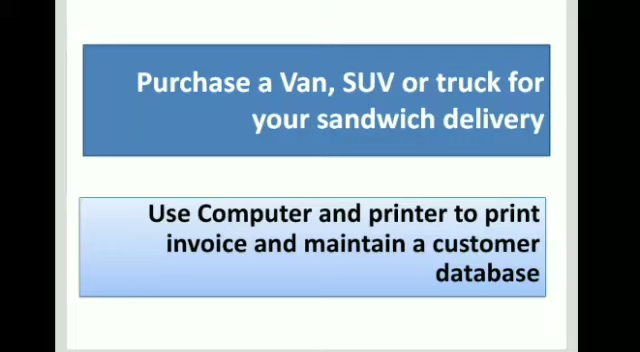 Purchase a Van, SUV or truck for
your sandwich delivery
Use Computer and printer to print
invoice and maintain a customer
database